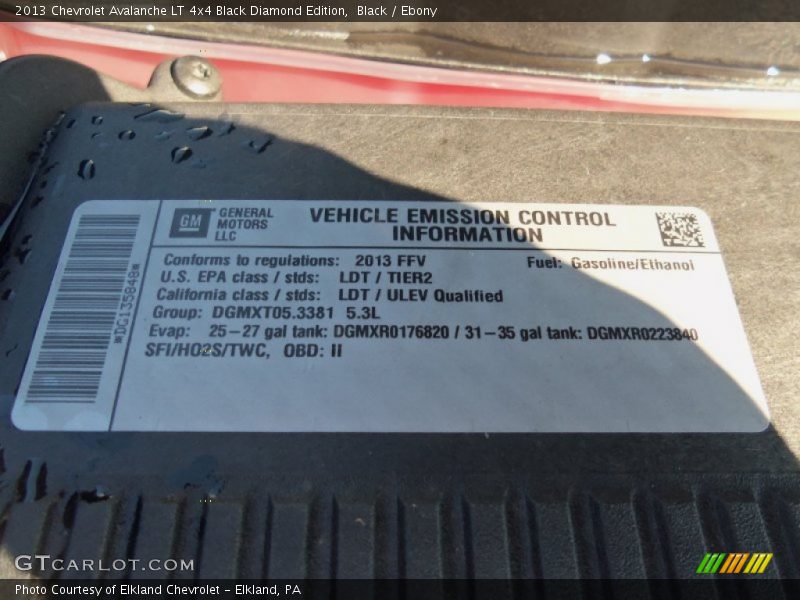 2013 Chevrolet Avalanche LT 4x4 Black Diamond Edition, Black / Ebony
GM GENERAL
MOTORS
LLC
VEHICLE EMISSION CONTROL
INFORMATION
*DG135848*
Conforms to regulations: 2013 FFV
Fuel: Gasoline/Ethanol
U.S. EPA class / stds: LDT / TIER2
California class / stds: LDT / ULEV Qualified
Group: DGMXT05.3381 5.3L
Evap: 25-27 gal tank: DGMXR0176820 / 31-35 gal tank: DGMXR0223840
SFI/HO2S/TWC, OBD: II
GTCARLOT.COM
Photo Courtesy of Elkland Chevrolet - Elkland, PA